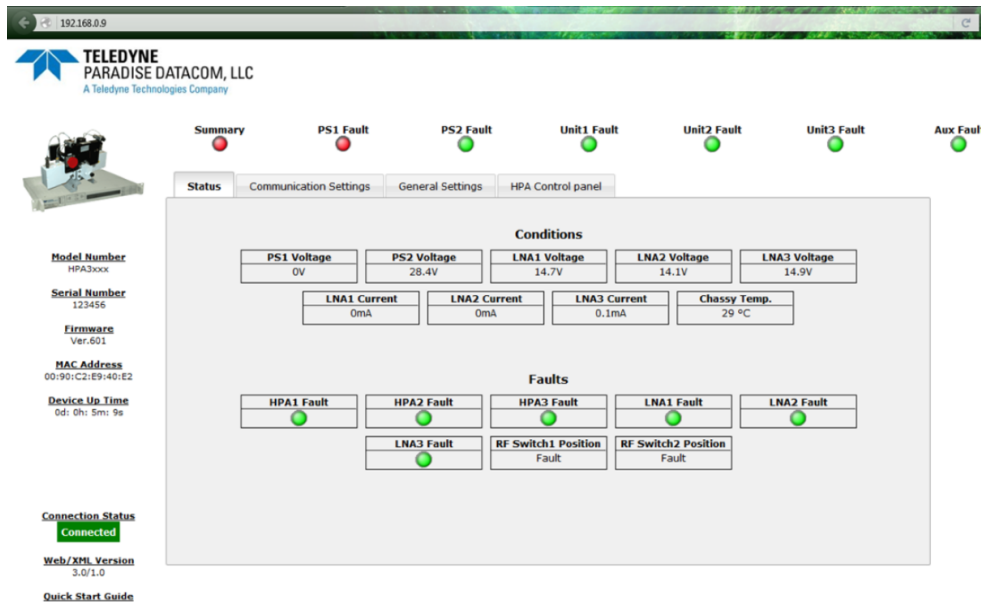 192.168.0.9
TELEDYNE
PARADISE DATACOM, LLC
A Teledyne Technologies Company
Summary PS1 Fault PS2 Fault Unit1 Fault Unit2 Fault Unit3 Fault Aux Faul
Status Communication Settings General Settings HPA Control panel
Conditions
PS1 Voltage PS2 Voltage LNA1 Voltage LNA2 Voltage LNA3 Voltage
0V 28.4V 14.7V 14.1V 14.9V
LNA1 Current LNA2 Current LNA3 Current Chassy Temp.
0mA 0mA 0.1mA 29 ºC
Faults
HPA1 Fault HPA2 Fault HPA3 Fault LNA1 Fault LNA2 Fault
LNA3 Fault RF Switch1 Position RF Switch2 Position
Fault Fault
Model Number
HPA3xxx
Serial Number
123456
Firmware
Ver.601
MAC Address
00:90:C2:E9:40:E2
Device Up Time
0d: 0h: 5m: 9s
Connection Status
Connected
Web/XML Version
3.0/1.0
Quick Start Guide